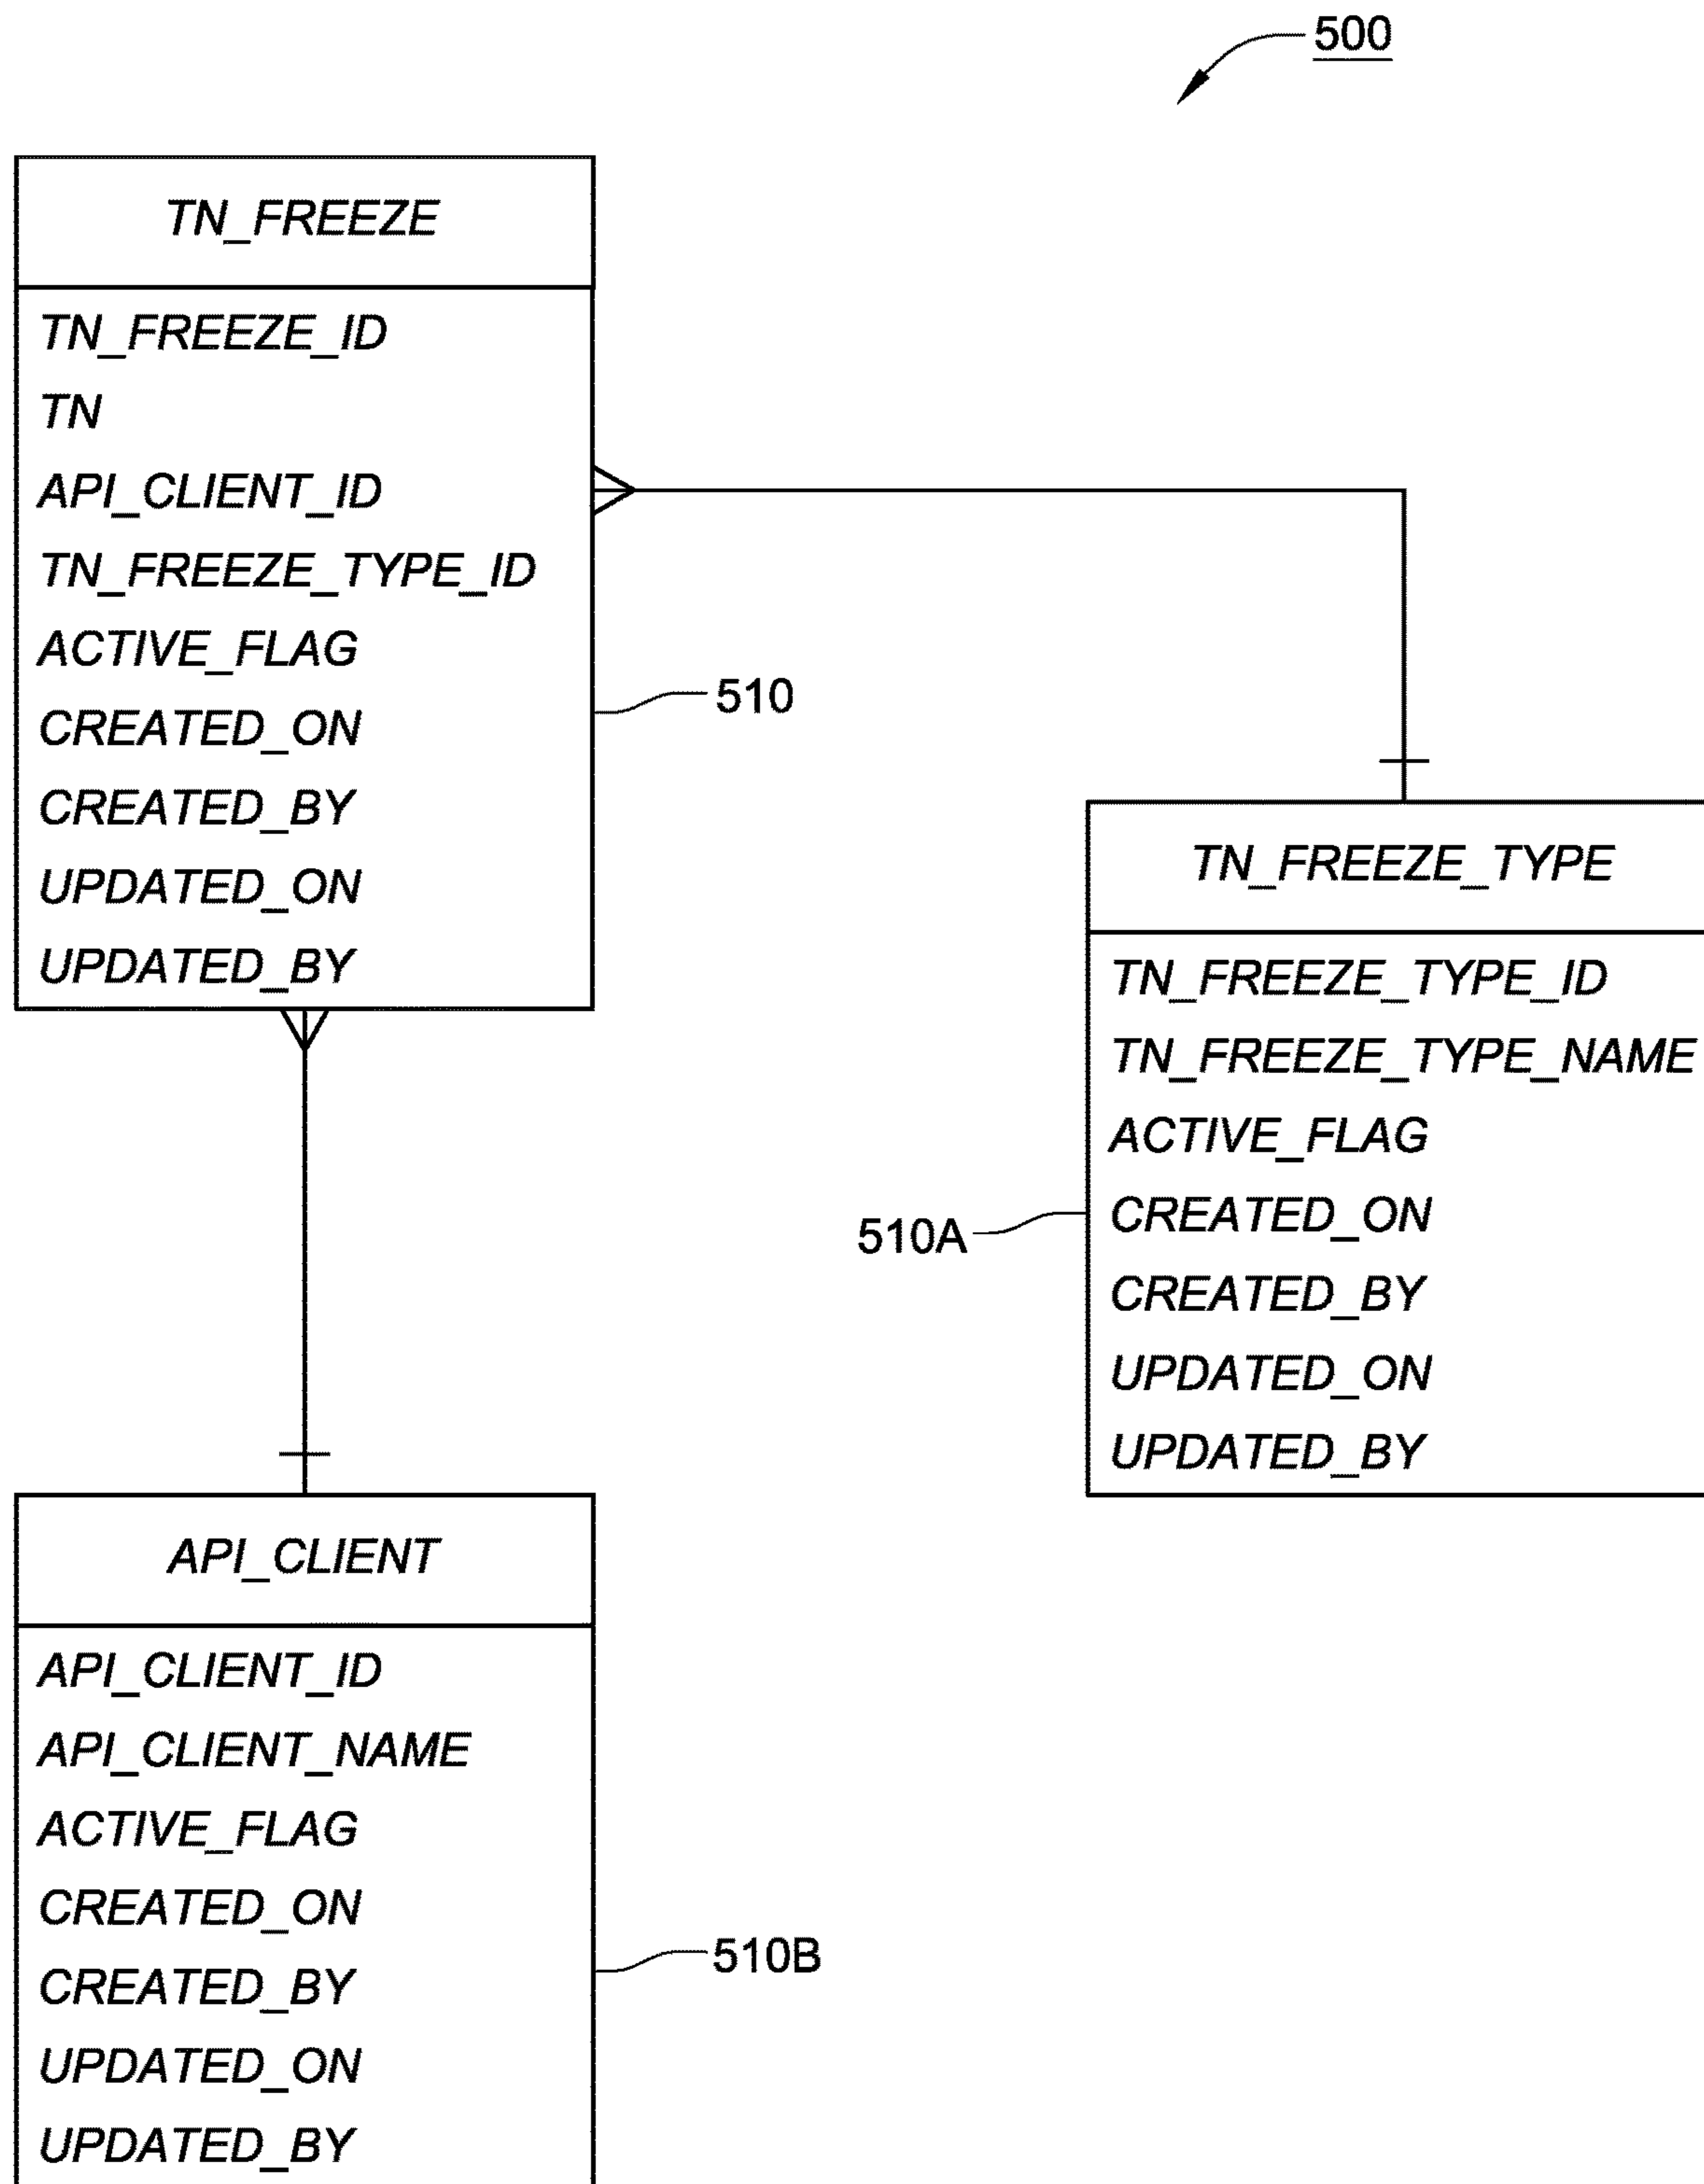 500
TN_FREEZE
TN_FREEZE_ID
TN
API_CLIENT_ID
TN_FREEZE_TYPE_ID
ACTIVE_FLAG
CREATED_ON
CREATED_BY
UPDATED_ON
UPDATED_BY
510
TN_FREEZE_TYPE
TN_FREEZE_TYPE_ID
TN_FREEZE_TYPE_NAME
ACTIVE_FLAG
CREATED_ON
CREATED_BY
UPDATED_ON
UPDATED_BY
510A
API_CLIENT
API_CLIENT_ID
API_CLIENT_NAME
ACTIVE_FLAG
CREATED_ON
CREATED_BY
UPDATED_ON
UPDATED_BY
510B